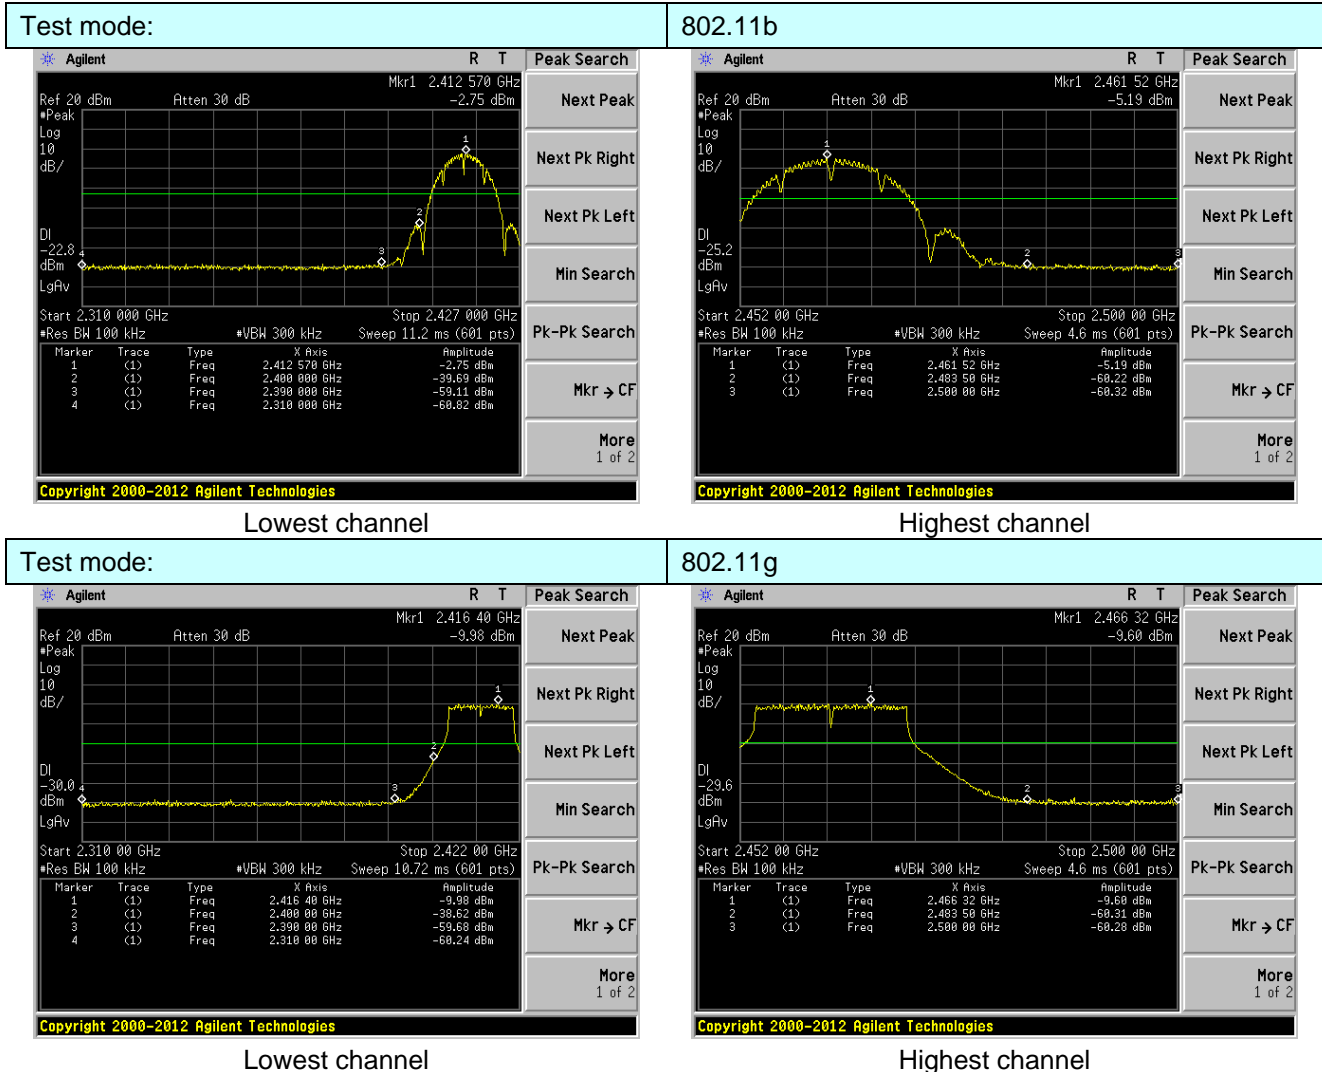 Test mode: 802.11b
Agilent R T Peak Search
Mkr1 2.412 570 GHz
Ref 20 dBm Atten 30 dB -2.75 dBm
#Peak
Log
10
dB/
DI
-22.8
dBm
LgAv
1
2
3
4
Start 2.310 000 GHz Stop 2.427 000 GHz
#Res BW 100 kHz #VBW 300 kHz Sweep 11.2 ms (601 pts)
Marker Trace Type X Axis Amplitude
1 (1) Freq 2.412 570 GHz -2.75 dBm
2 (1) Freq 2.400 000 GHz -39.69 dBm
3 (1) Freq 2.390 000 GHz -59.11 dBm
4 (1) Freq 2.310 000 GHz -60.82 dBm
Next Peak
Next Pk Right
Next Pk Left
Min Search
Pk-Pk Search
Mkr → CF
More
1 of 2
Copyright 2000-2012 Agilent Technologies
Lowest channel
Agilent R T Peak Search
Mkr1 2.461 52 GHz
Ref 20 dBm Atten 30 dB -5.19 dBm
#Peak
Log
10
dB/
DI
-25.2
dBm
LgAv
1
2
3
Start 2.452 00 GHz Stop 2.500 00 GHz
#Res BW 100 kHz #VBW 300 kHz Sweep 4.6 ms (601 pts)
Marker Trace Type X Axis Amplitude
1 (1) Freq 2.461 52 GHz -5.19 dBm
2 (1) Freq 2.483 50 GHz -60.22 dBm
3 (1) Freq 2.500 00 GHz -60.32 dBm
Next Peak
Next Pk Right
Next Pk Left
Min Search
Pk-Pk Search
Mkr → CF
More
1 of 2
Copyright 2000-2012 Agilent Technologies
Highest channel
Test mode: 802.11g
Agilent R T Peak Search
Mkr1 2.416 40 GHz
Ref 20 dBm Atten 30 dB -9.98 dBm
#Peak
Log
10
dB/
DI
-30.0
dBm
LgAv
1
2
3
4
Start 2.310 00 GHz Stop 2.422 00 GHz
#Res BW 100 kHz #VBW 300 kHz Sweep 10.72 ms (601 pts)
Marker Trace Type X Axis Amplitude
1 (1) Freq 2.416 40 GHz -9.98 dBm
2 (1) Freq 2.400 00 GHz -38.62 dBm
3 (1) Freq 2.390 00 GHz -59.68 dBm
4 (1) Freq 2.310 00 GHz -60.24 dBm
Next Peak
Next Pk Right
Next Pk Left
Min Search
Pk-Pk Search
Mkr → CF
More
1 of 2
Copyright 2000-2012 Agilent Technologies
Lowest channel
Agilent R T Peak Search
Mkr1 2.466 32 GHz
Ref 20 dBm Atten 30 dB -9.60 dBm
#Peak
Log
10
dB/
DI
-29.6
dBm
LgAv
1
2
3
Start 2.452 00 GHz Stop 2.500 00 GHz
#Res BW 100 kHz #VBW 300 kHz Sweep 4.6 ms (601 pts)
Marker Trace Type X Axis Amplitude
1 (1) Freq 2.466 32 GHz -9.60 dBm
2 (1) Freq 2.483 50 GHz -60.31 dBm
3 (1) Freq 2.500 00 GHz -60.28 dBm
Next Peak
Next Pk Right
Next Pk Left
Min Search
Pk-Pk Search
Mkr → CF
More
1 of 2
Copyright 2000-2012 Agilent Technologies
Highest channel